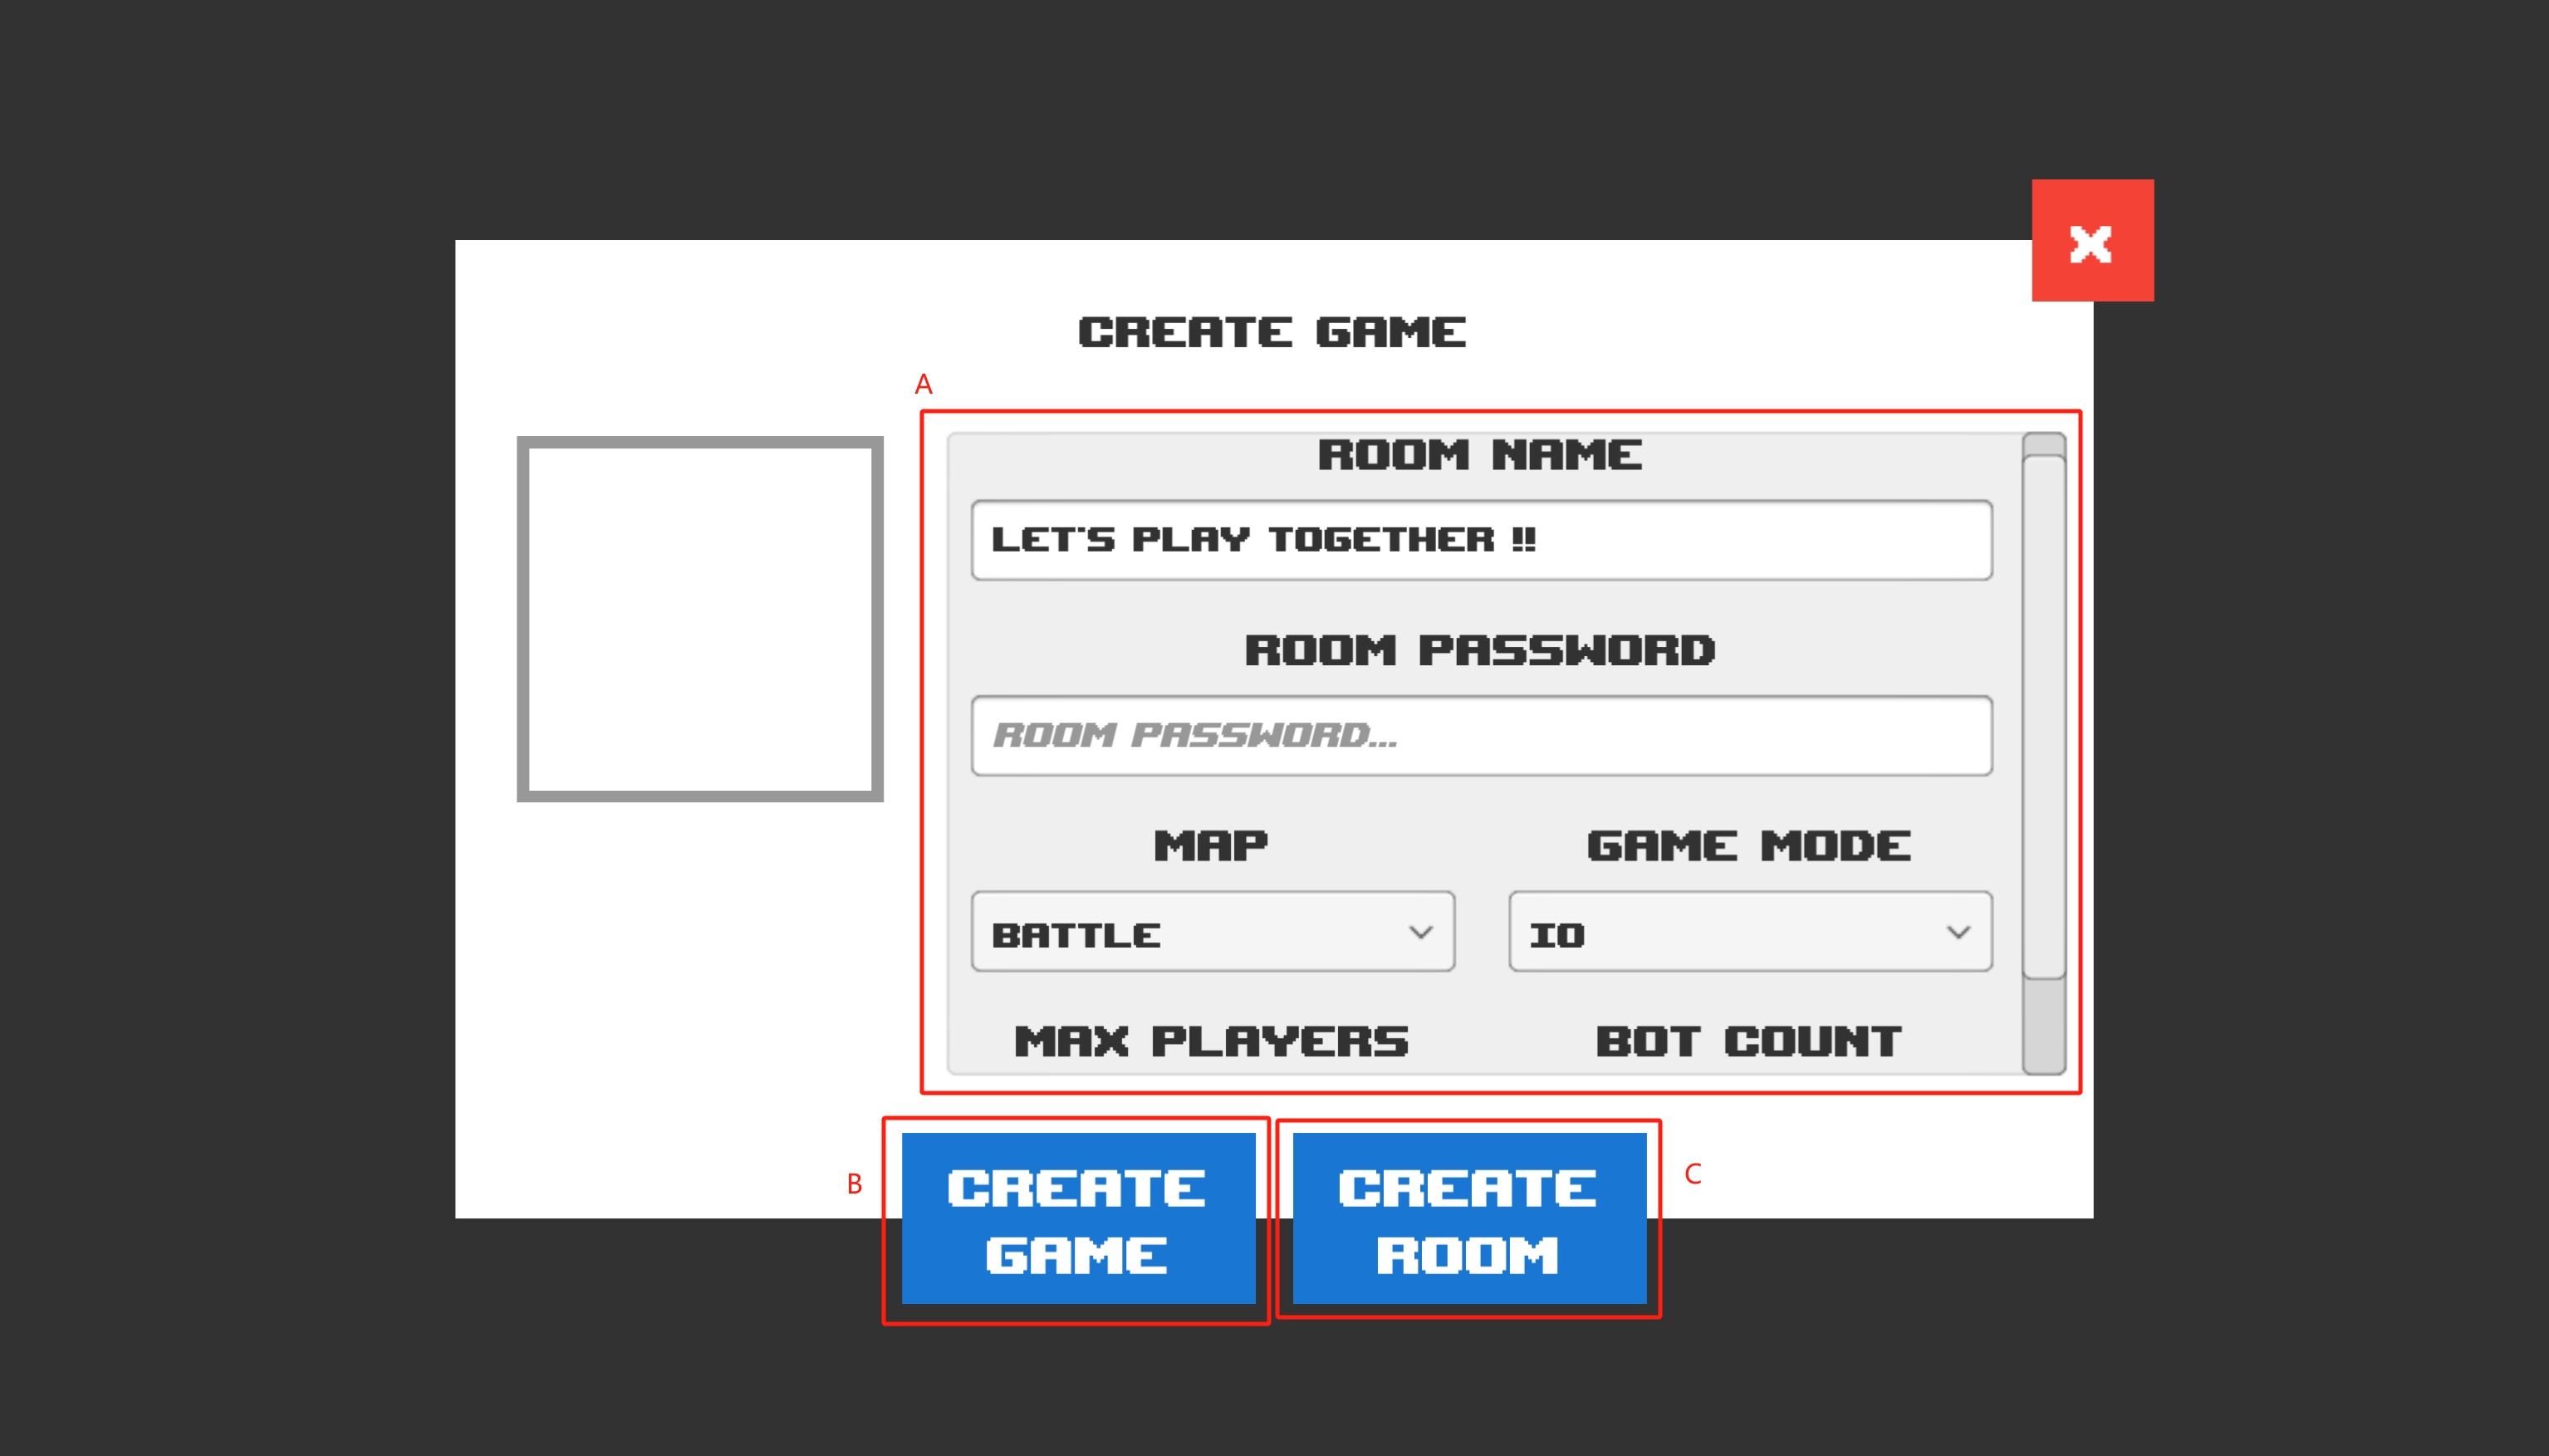 CREATE GAME
A
ROOM NAME
LET'S PLAY TOGETHER !!
ROOM PASSWORD
ROOM PASSWORD...
MAP
GAME MODE
BATTLE
IO
MAX PLAYERS
BOT COUNT
B
CREATE
GAME
CREATE
ROOM
C